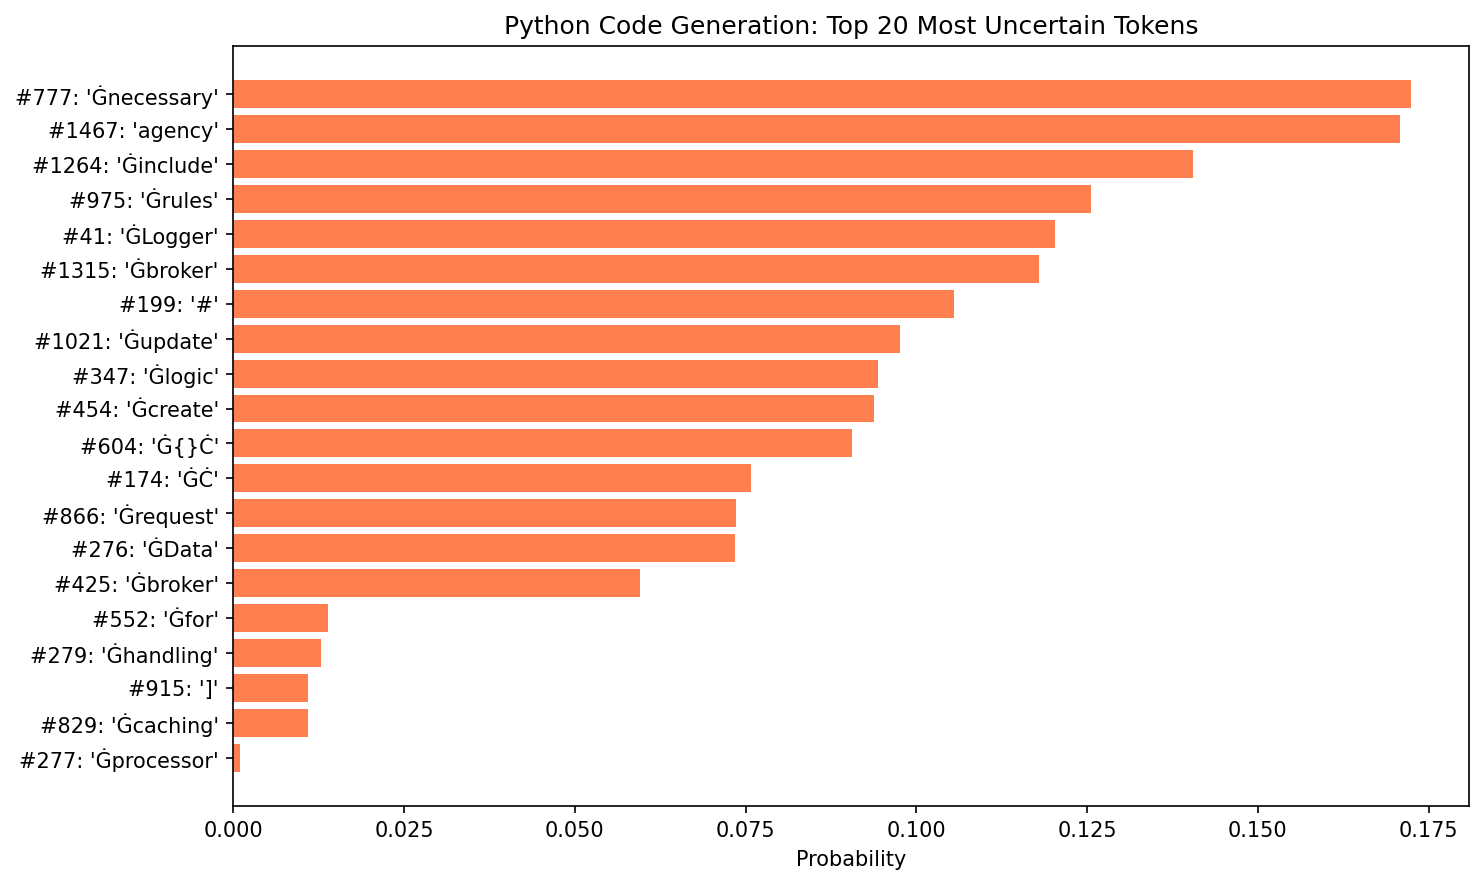 Python Code Generation: Top 20 Most Uncertain Tokens
#777: 'Ġnecessary'
#1467: 'agency'
#1264: 'Ġinclude'
#975: 'Ġrules'
#41: 'ĠLogger'
#1315: 'Ġbroker'
#199: '#'
#1021: 'Ġupdate'
#347: 'Ġlogic'
#454: 'Ġcreate'
#604: 'Ġ{}Ċ'
#174: 'ĠĊ'
#866: 'Ġrequest'
#276: 'ĠData'
#425: 'Ġbroker'
#552: 'Ġfor'
#279: 'Ġhandling'
#915: ']'
#829: 'Ġcaching'
#277: 'Ġprocessor'
0.000 0.025 0.050 0.075 0.100 0.125 0.150 0.175
Probability